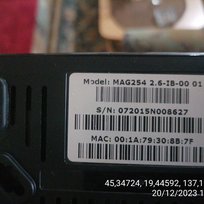 Model: MAG254 2.6-IB-00 01
S/N: 072015N008627
MAC: 00:1A:79:30:8B:7F
45,34724, 19,44592, 137,1
20/12/2023 1